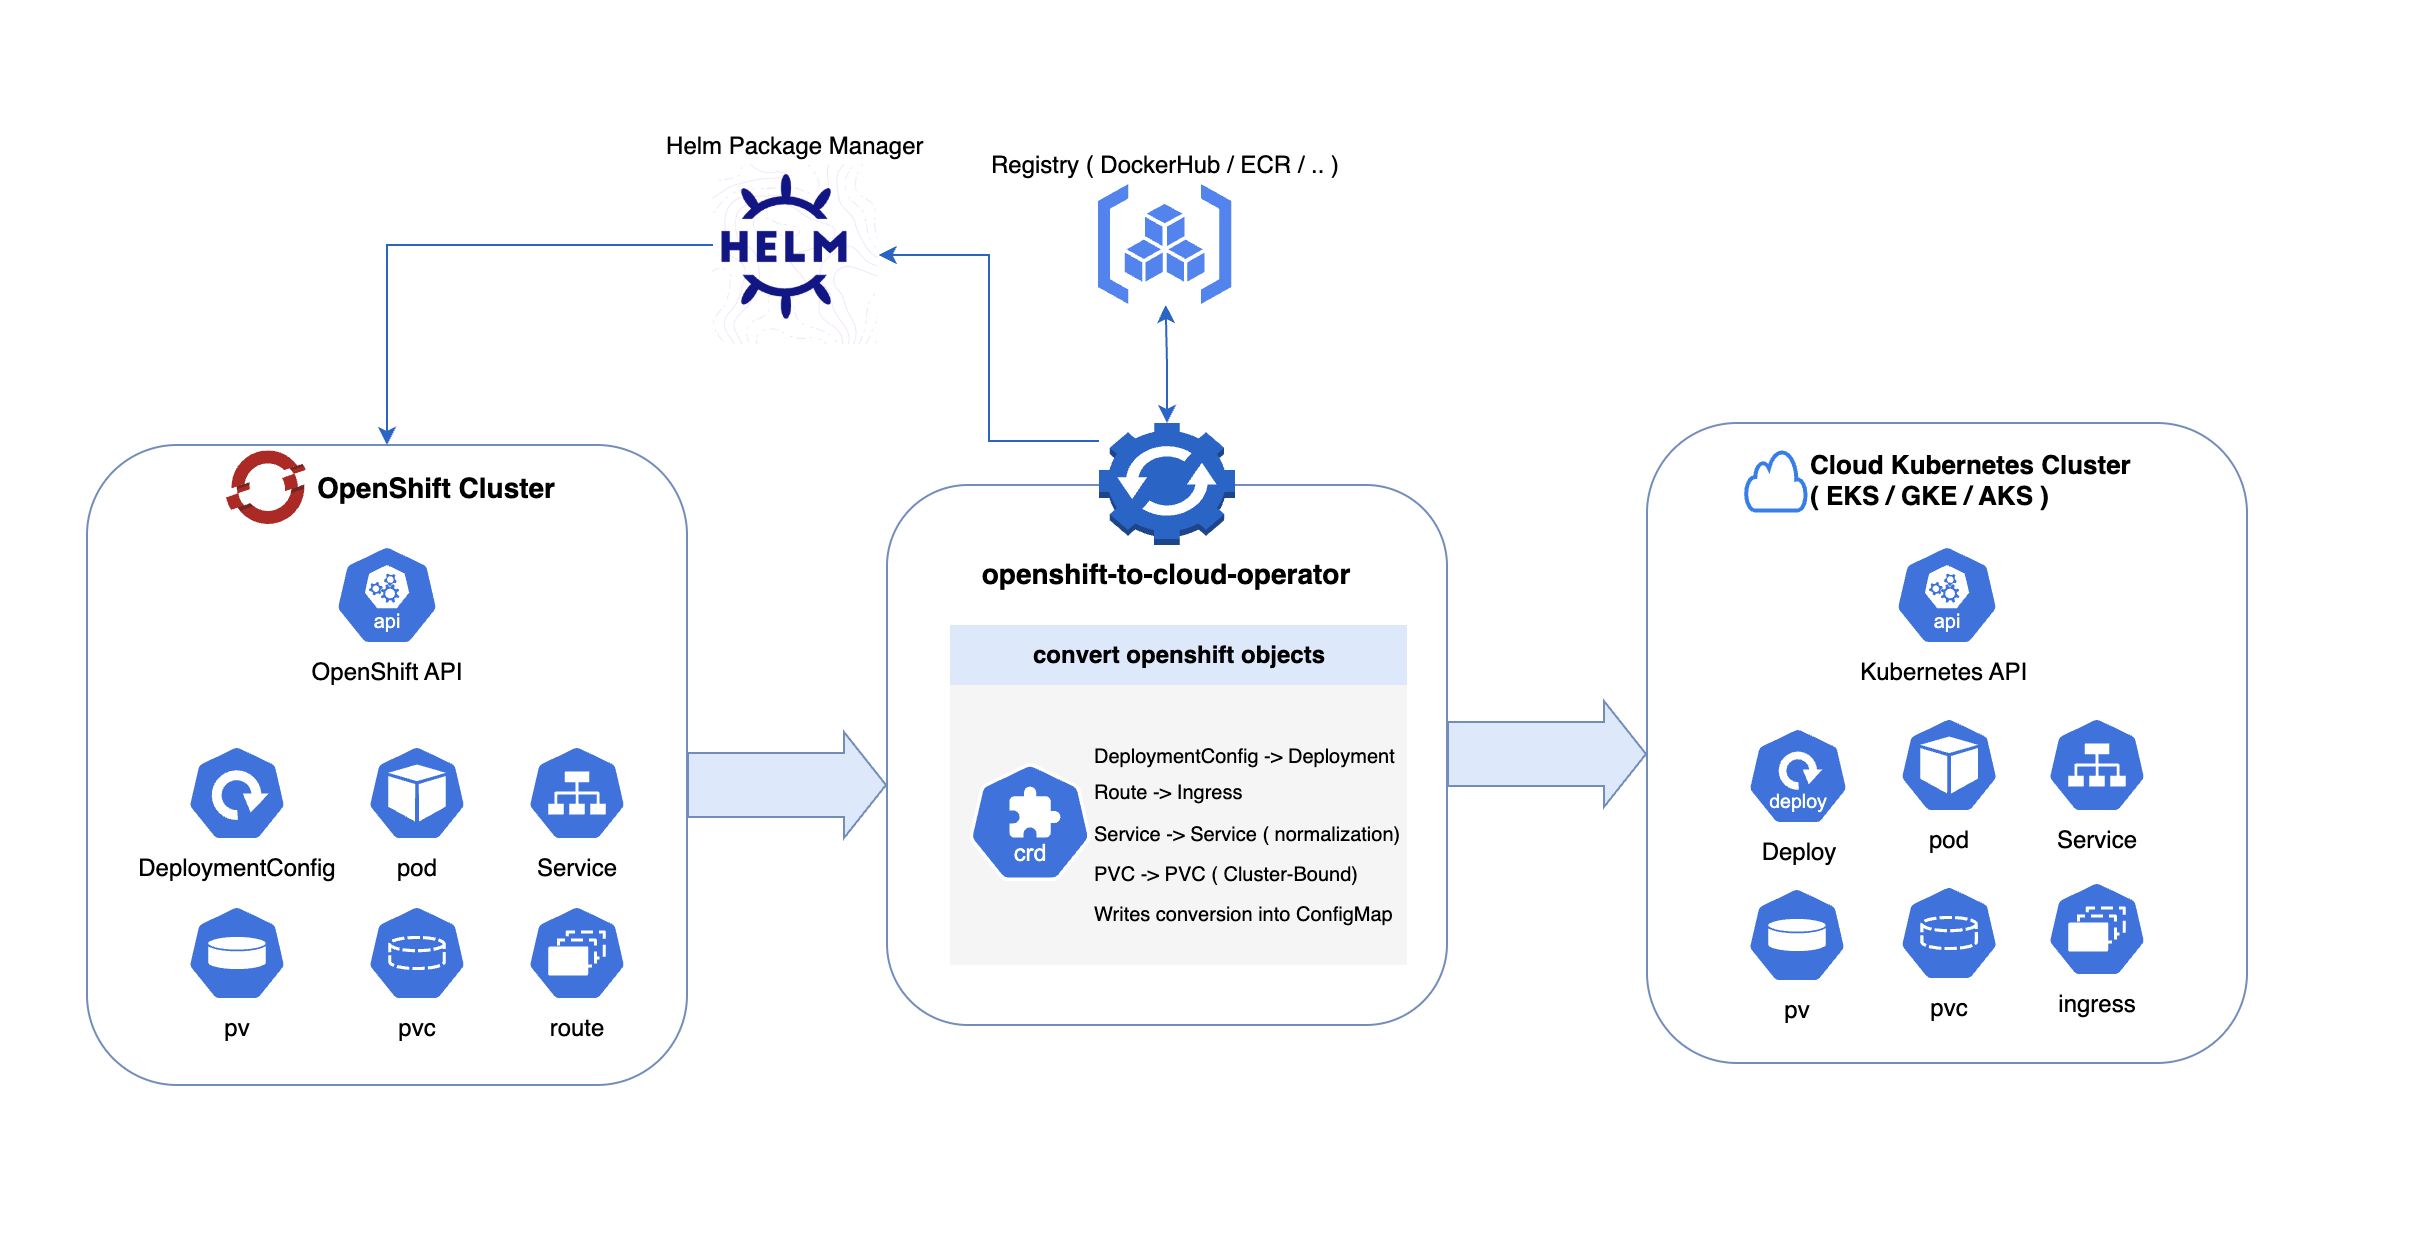 Helm Package Manager
HELM
Registry ( DockerHub / ECR / .. )
OpenShift Cluster
api
OpenShift API
DeploymentConfig
pod
Service
pv
pvc
route
openshift-to-cloud-operator
convert openshift objects
crd
DeploymentConfig -> Deployment
Route -> Ingress
Service -> Service ( normalization)
PVC -> PVC ( Cluster-Bound)
Writes conversion into ConfigMap
Cloud Kubernetes Cluster
( EKS / GKE / AKS )
api
Kubernetes API
deploy
Deploy
pod
Service
pv
pvc
ingress